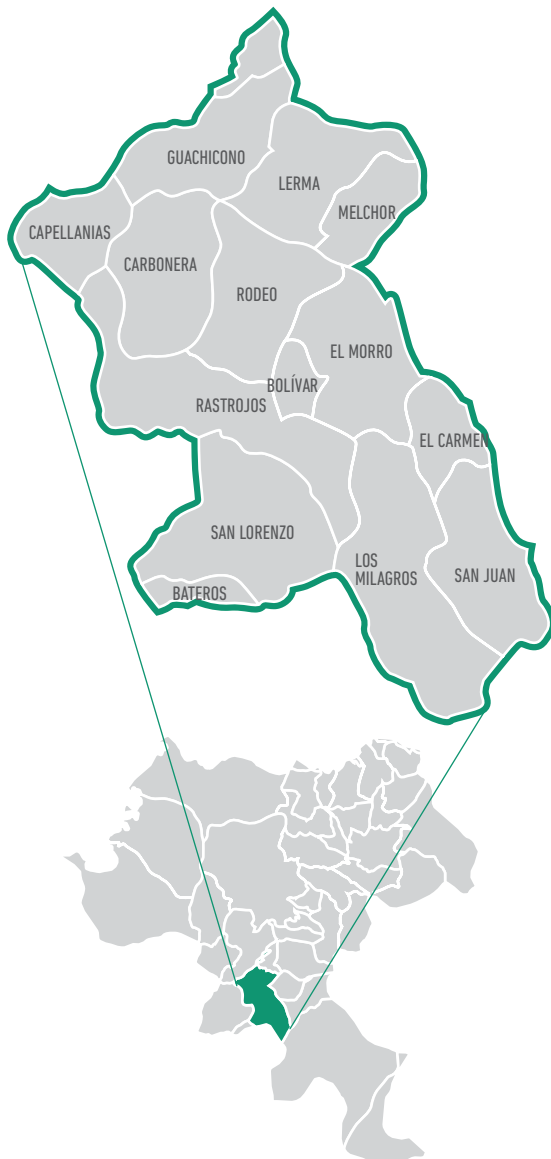 GUACHICONO
LERMA
MELCHOR
CAPELLANIAS
CARBONERA
RODEO
EL MORRO
BOLÍVAR
RASTROJOS
EL CARMEN
SAN LORENZO
LOS
MILAGROS
SAN JUAN
BATEROS